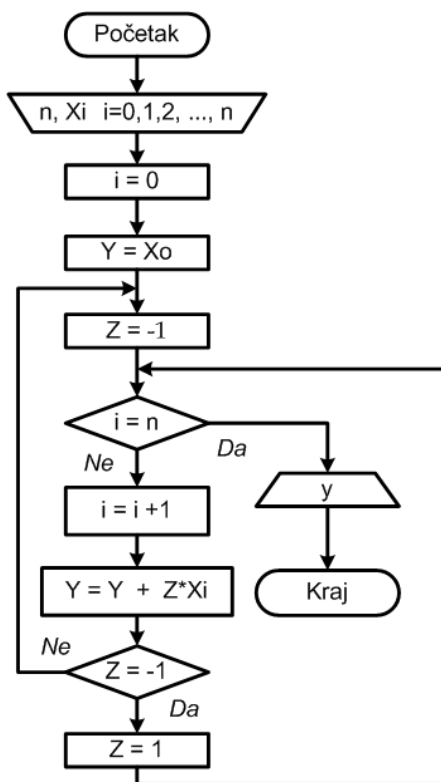 Početak
n, Xi i=0,1,2, ..., n
i = 0
Y = Xo
Z = -1
i = n
Ne
Da
i = i +1
y
Y = Y + Z*Xi
Kraj
Ne
Z = -1
Da
Z = 1